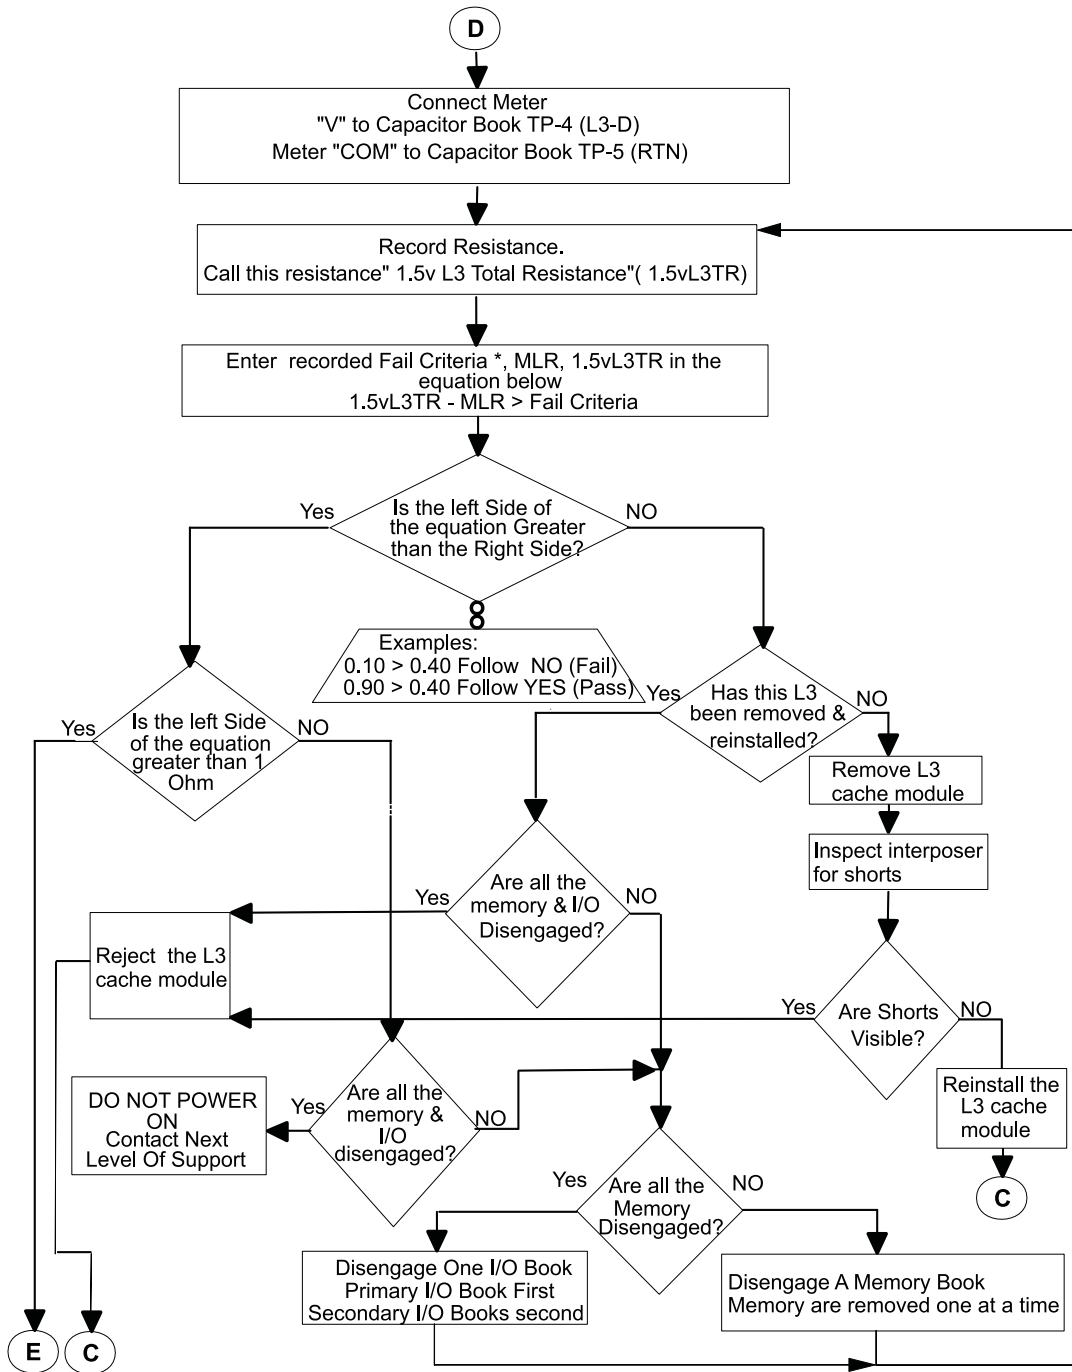 D
Connect Meter
"V" to Capacitor Book TP-4 (L3-D)
Meter "COM" to Capacitor Book TP-5 (RTN)
Record Resistance.
Call this resistance" 1.5v L3 Total Resistance"( 1.5vL3TR)
Enter recorded Fail Criteria *, MLR, 1.5vL3TR in the
equation below
1.5vL3TR - MLR > Fail Criteria
Yes
Is the left Side of
the equation Greater
than the Right Side?
NO
Examples:
0.10 > 0.40 Follow NO (Fail)
0.90 > 0.40 Follow YES (Pass)
Yes
Is the left Side
of the equation
greater than 1
Ohm
NO
Yes
Has this L3
been removed &
reinstalled?
NO
Remove L3
cache module
Inspect interposer
for shorts
Yes
Are all the
memory & I/O
Disengaged?
NO
Reject the L3
cache module
Yes
Are Shorts
Visible?
NO
DO NOT POWER
ON
Contact Next
Level Of Support
Yes
Are all the
memory &
I/O
disengaged?
NO
Reinstall the
L3 cache
module
C
Yes
Are all the
Memory
Disengaged?
NO
Disengage One I/O Book
Primary I/O Book First
Secondary I/O Books second
Disengage A Memory Book
Memory are removed one at a time
E
C